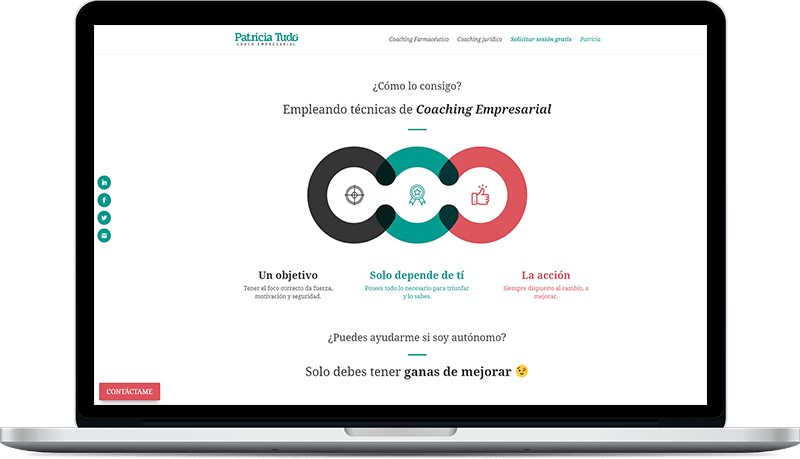 Patricia Tudó
COACH EMPRESARIAL
Coaching Farmacéutico Coaching jurídico Solicitar sesión gratis Patricia
¿Cómo lo consigo?
Empleando técnicas de Coaching Empresarial
Un objetivo
Tener el foco correcto da fuerza,
motivación y seguridad.
Solo depende de tí
Posees todo lo necesario para triunfar
y lo sabes.
La acción
Siempre dispuesto al cambio, a
mejorar.
¿Puedes ayudarme si soy autónomo?
Solo debes tener ganas de mejorar 😉
CONTÁCTAME